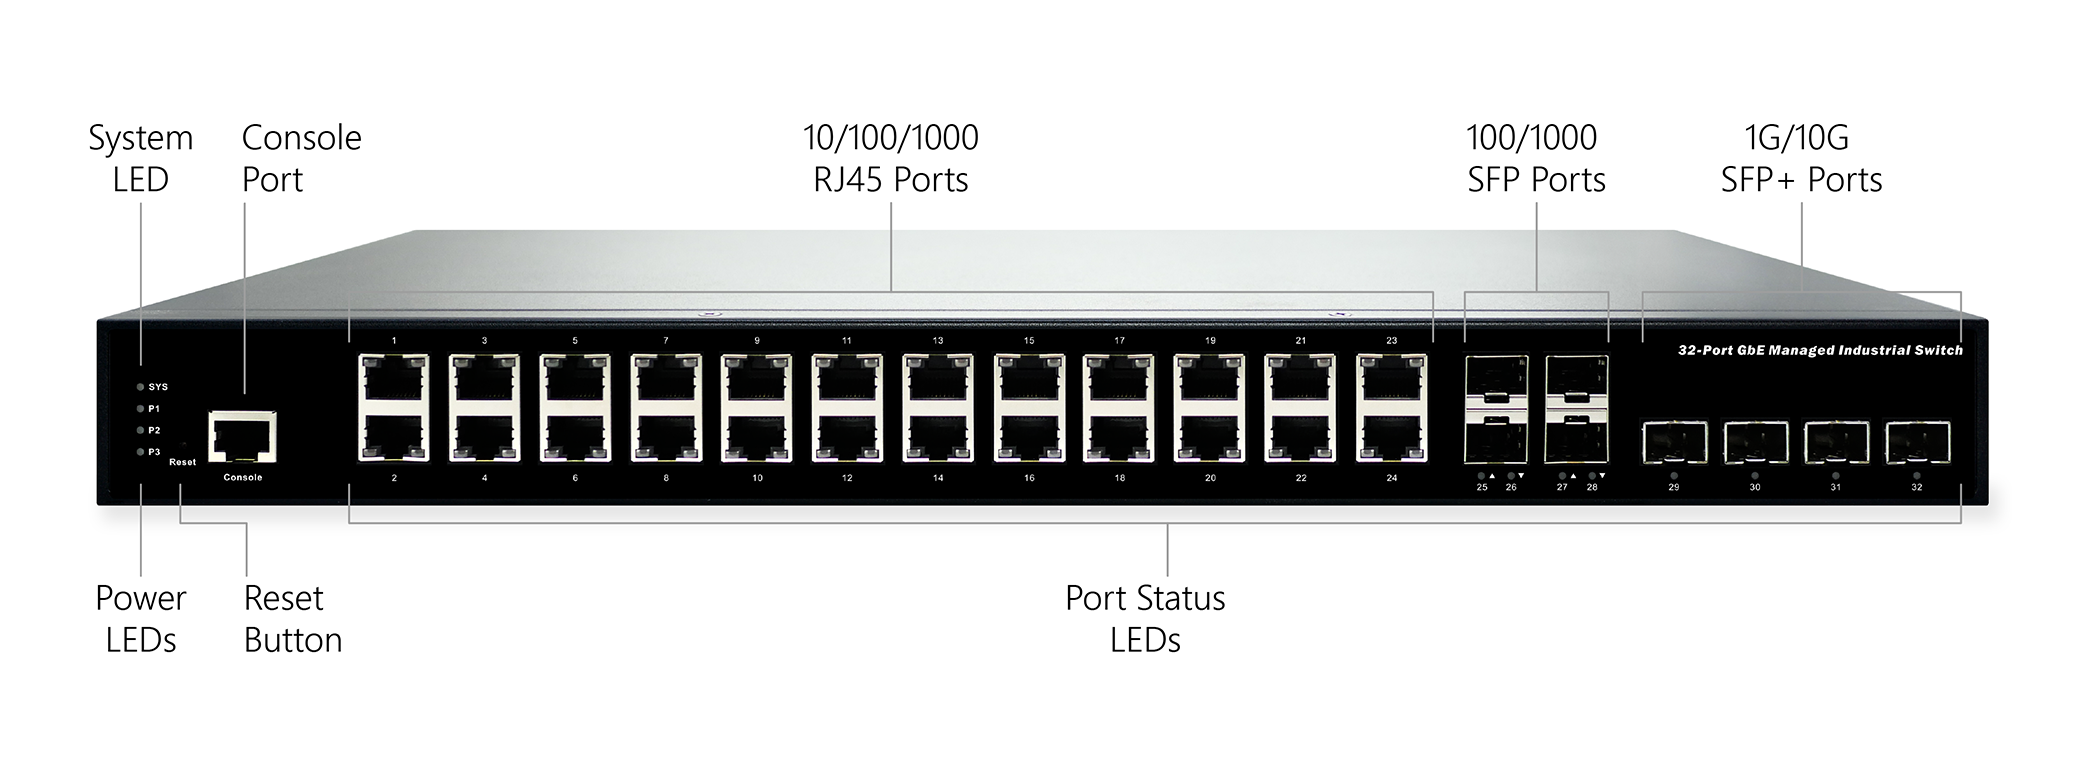 System
LED
Console
Port
10/100/1000
RJ45 Ports
100/1000
SFP Ports
1G/10G
SFP+ Ports
32-Port GbE Managed Industrial Switch
1 3 5 7 9 11 13 15 17 19 21 23
SYS
P1
P2
P3
Reset
Console
2 4 6 8 10 12 14 16 18 20 22 24
25▲ 26▼ 27▲ 28▼ 29 30 31 32
Power
LEDs
Reset
Button
Port Status
LEDs